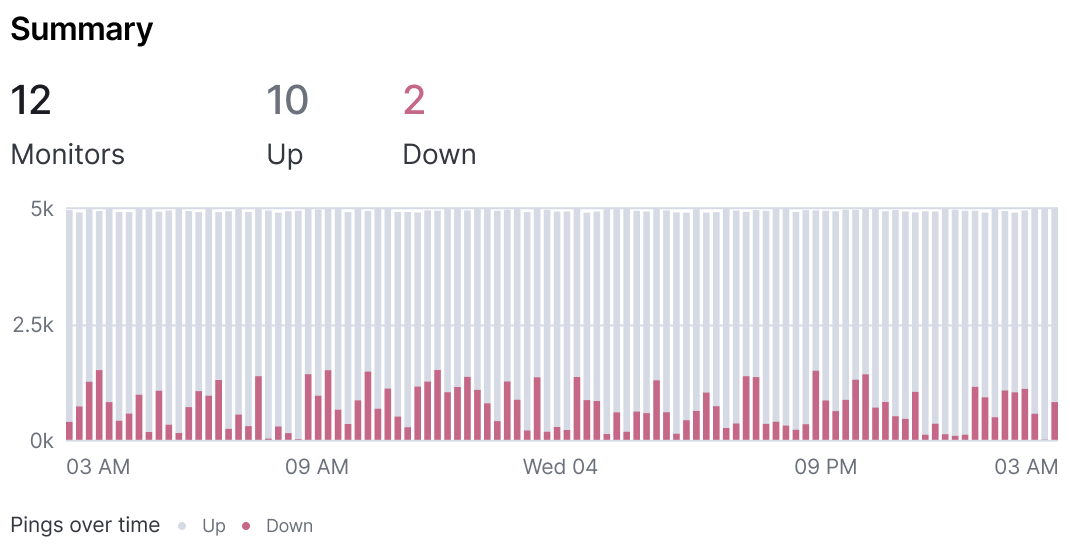 Summary
12 10 2
Monitors Up Down
5k
2.5k
0k
03 AM 09 AM Wed 04 09 PM 03 AM
Pings over time Up Down